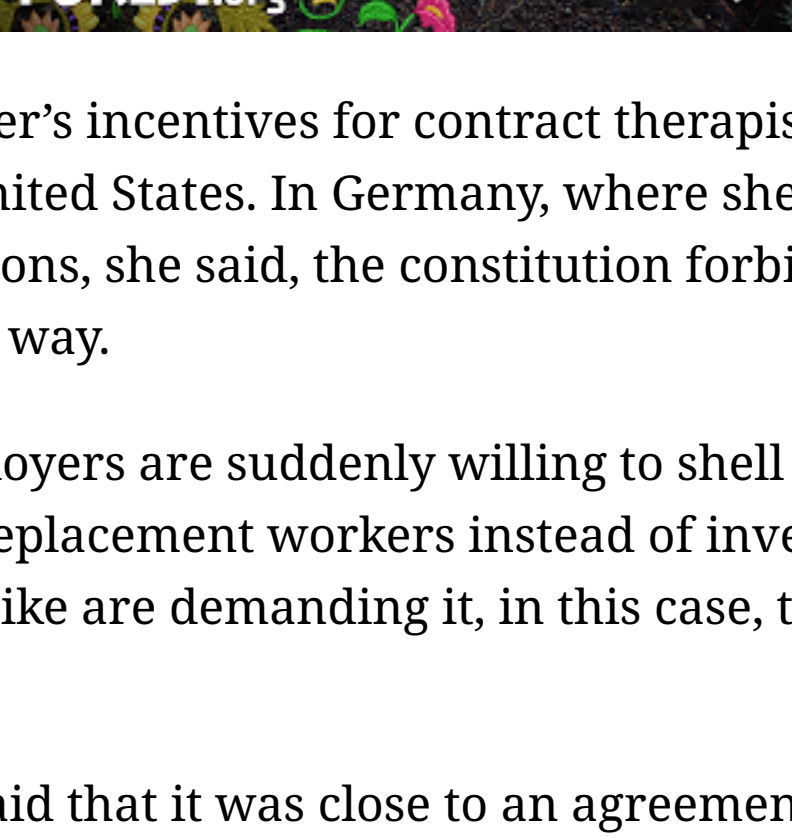 er’s incentives for contract therapis
nited States. In Germany, where she
ons, she said, the constitution forbi
way.
loyers are suddenly willing to shell
eplacement workers instead of inve
ike are demanding it, in this case, t
aid that it was close to an agreemen